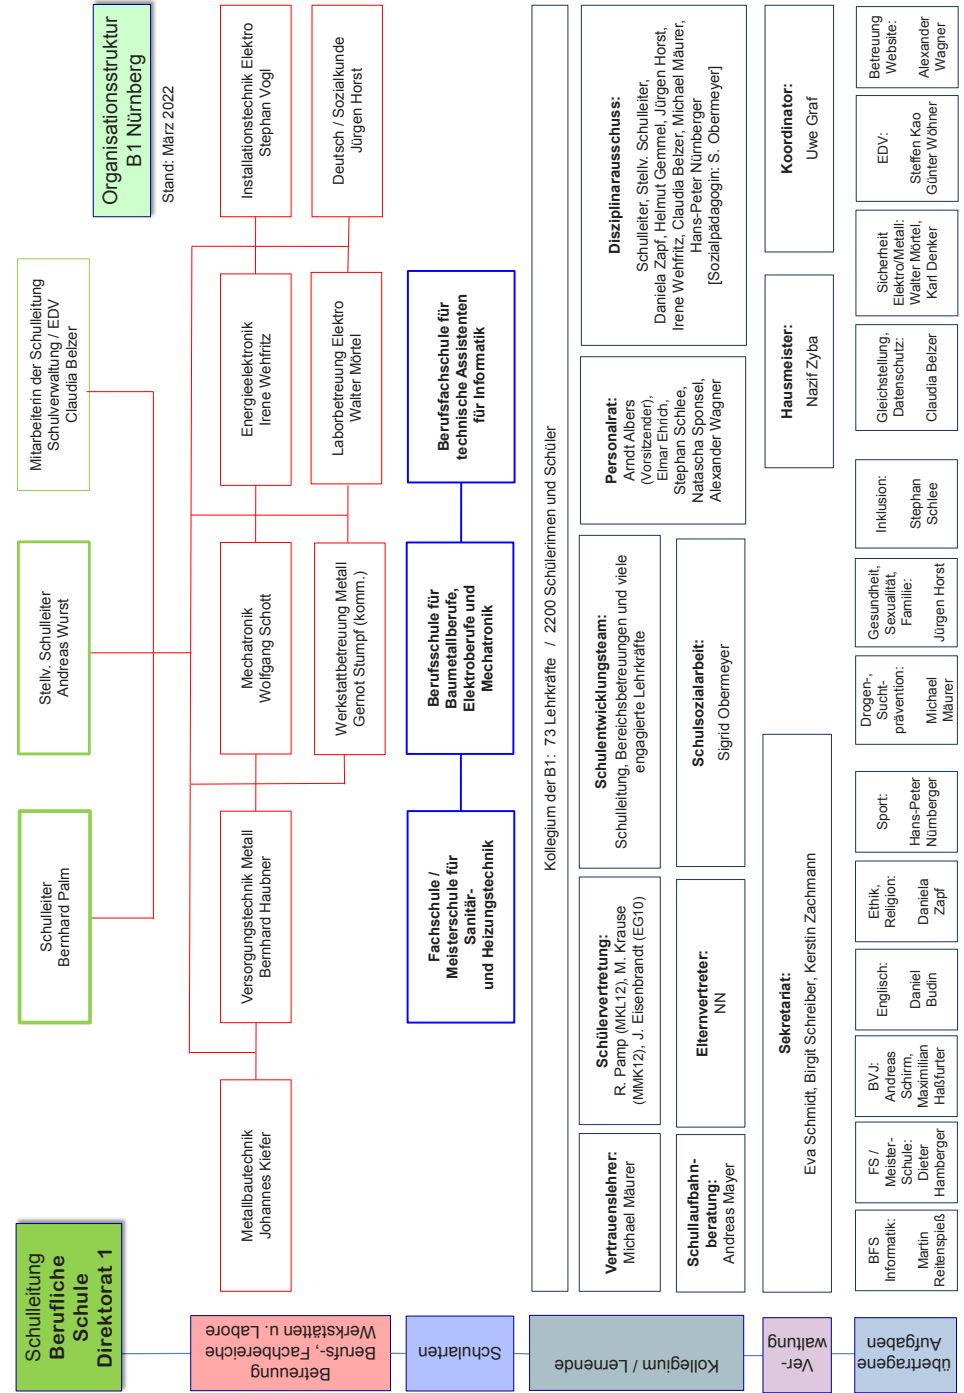 Schulleitung
Berufliche
Schule
Direktorat 1
Schulleiter
Bernhard Palm
Stellv. Schulleiter
Andreas Wurst
Mitarbeiterin der Schulleitung
Schulverwaltung / EDV
Claudia Belzer
Organisationsstruktur
B1 Nürnberg
Stand: März 2022
Betreuung
Berufs-, Fachbereiche
Werkstätten u. Labore
Metallbautechnik
Johannes Kiefer
Versorgungstechnik Metall
Bernhard Haubner
Mechatronik
Wolfgang Schott
Energieelektronik
Irene Wehfritz
Installationstechnik Elektro
Stephan Vogl
Werkstattbetreuung Metall
Gernot Stumpf (komm.)
Laborbetreuung Elektro
Walter Mörtel
Deutsch / Sozialkunde
Jürgen Horst
Schularten
Fachschule /
Meisterschule für
Sanitär-
und Heizungstechnik
Berufsschule für
Baumetallberufe,
Elektroberufe und
Mechatronik
Berufsfachschule für
technische Assistenten
für Informatik
Kollegium / Lernende
Kollegium der B1: 73 Lehrkräfte / 2200 Schülerinnen und Schüler
Vertrauenslehrer:
Michael Mäurer
Schülervertretung:
R. Pamp (MKL12), M. Krause
(MMK12), J. Eisenbrandt (EG10)
Schulentwicklungsteam:
Schulleitung, Bereichsbetreuungen und viele
engagierte Lehrkräfte
Personalrat:
Arndt Albers
(Vorsitzender),
Elmar Ehrich,
Stephan Schlee,
Natascha Sponsel,
Alexander Wagner
Disziplinarausschuss:
Schulleiter, Stellv. Schulleiter,
Daniela Zapf, Helmut Gemmel, Jürgen Horst,
Irene Wehfritz, Claudia Belzer, Michael Mäurer,
Hans-Peter Nürnberger
[Sozialpädagogin: S. Obermeyer]
Schullaufbahn-
beratung:
Andreas Mayer
Elternvertreter:
NN
Schulsozialarbeit:
Sigrid Obermeyer
Ver-
waltung
Sekretariat:
Eva Schmidt, Birgit Schreiber, Kerstin Zachmann
Hausmeister:
Nazif Zyba
Koordinator:
Uwe Graf
übertragene
Aufgaben
BFS
Informatik:
Martin
Reitenspieß
FS /
Meister-
Schule:
Dieter
Hamberger
BVJ:
Andreas
Schirm,
Maximilian
Haßfurter
Englisch:
Daniel
Budin
Ethik,
Religion:
Daniela
Zapf
Sport:
Hans-Peter
Nürnberger
Drogen-,
Sucht-
prävention:
Michael
Mäurer
Gesundheit,
Sexualität,
Familie:
Jürgen Horst
Inklusion:
Stephan
Schlee
Gleichstellung,
Datenschutz:
Claudia Belzer
Sicherheit
Elektro/Metall:
Walter Mörtel,
Karl Denker
EDV:
Steffen Kao
Günter Wöhner
Betreuung
Website:
Alexander
Wagner